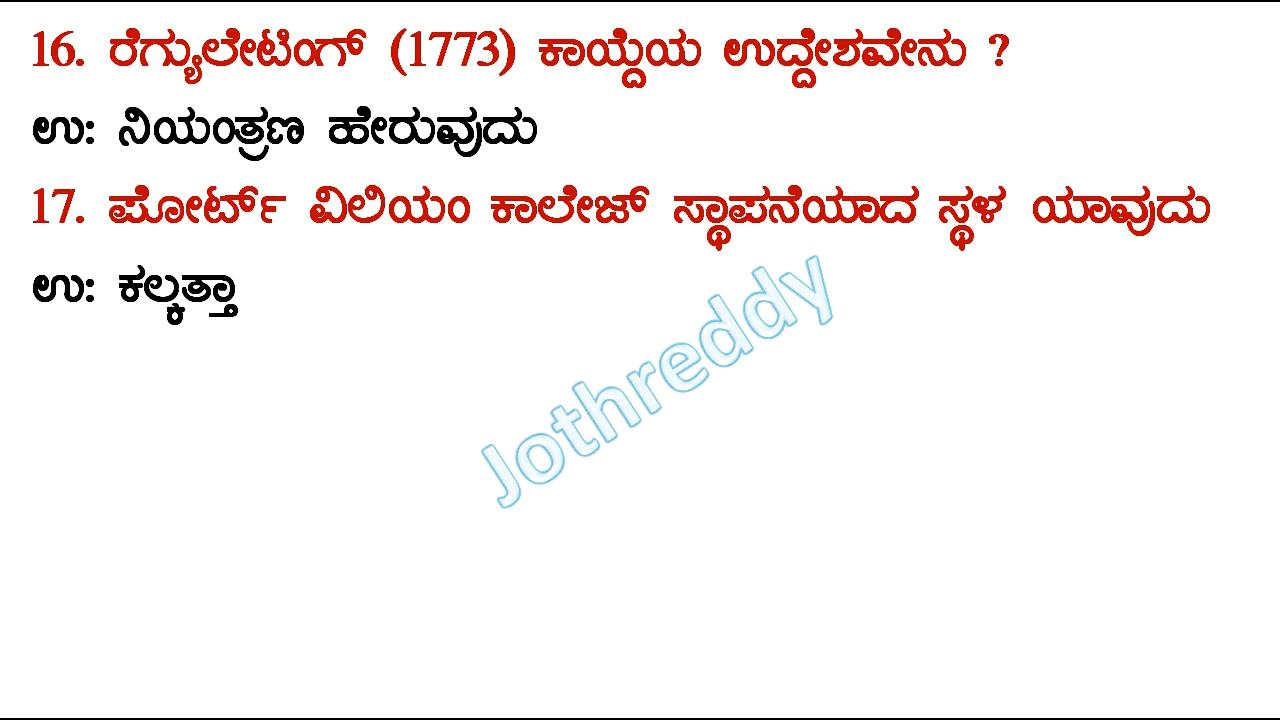 16. ರೆಗ್ಯುಲೇಟಿಂಗ್ (1773) ಕಾಯ್ದೆಯ ಉದ್ದೇಶವೇನು ?
ಉ: ನಿಯಂತ್ರಣ ಹೇರುವುದು
17. ಪೋರ್ಟ್ ವಿಲಿಯಂ ಕಾಲೇಜ್ ಸ್ಥಾಪನೆಯಾದ ಸ್ಥಳ ಯಾವುದು
ಉ: ಕಲ್ಕತ್ತಾ
Jothreddy